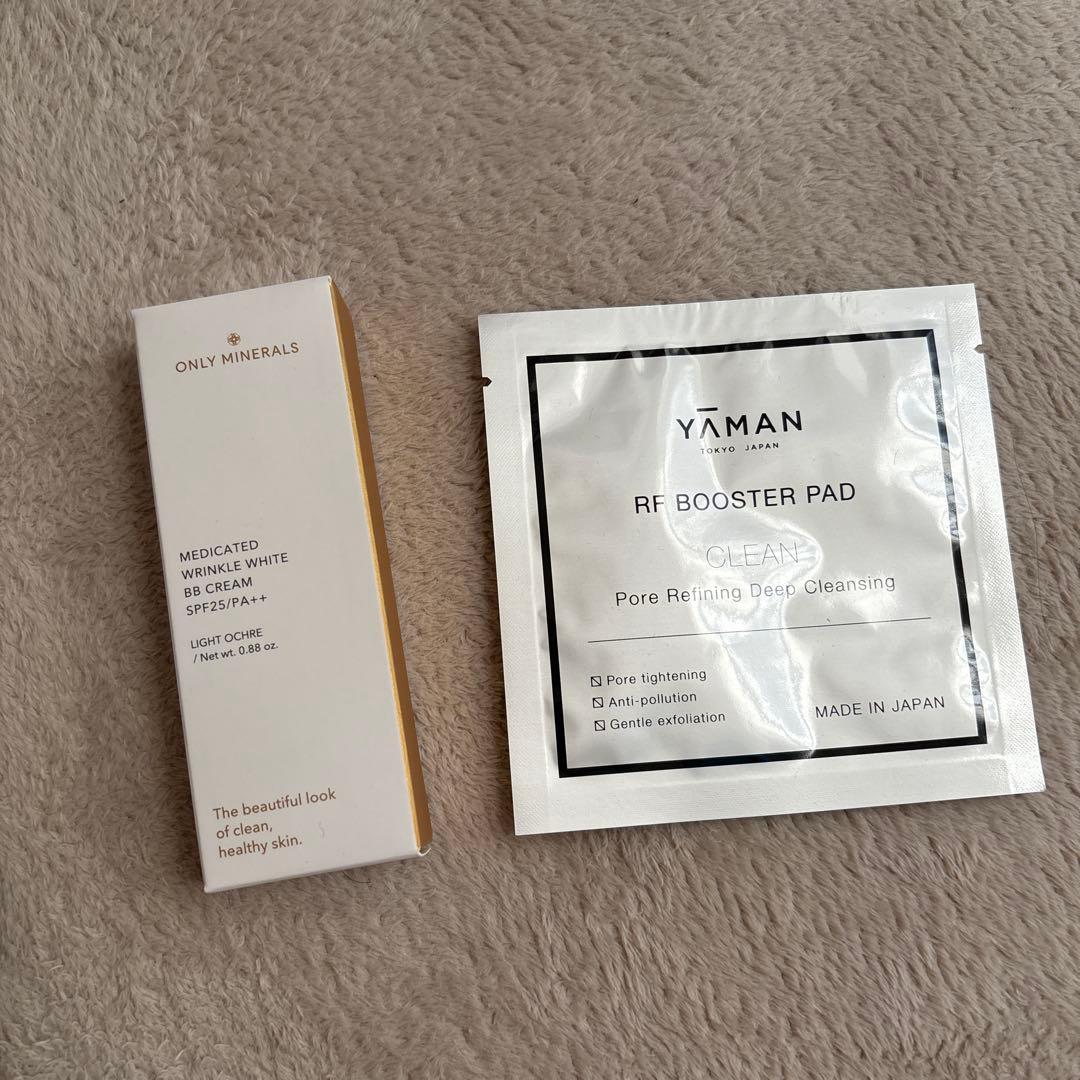 ONLY MINERALS
MEDICATED
WRINKLE WHITE
BB CREAM
SPF25/PA++
LIGHT OCHRE
/ Net wt. 0.88 oz.
The beautiful look
of clean,
healthy skin.
YĀMAN
TOKYO JAPAN
RF BOOSTER PAD
CLEAN
Pore Refining Deep Cleansing
Pore tightening
Anti-pollution
Gentle exfoliation
MADE IN JAPAN